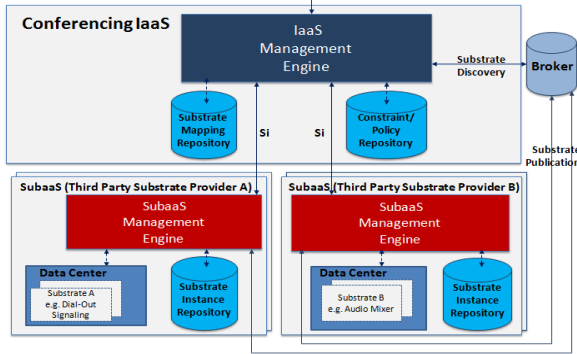 Conferencing IaaS
IaaS
Management
Engine
Substrate
Discovery
Broker
Substrate
Mapping
Repository
Constraint/
Policy
Repository
Si
Si
Substrate
Publication
SubaaS (Third Party Substrate Provider A)
SubaaS
Management
Engine
Data Center
Substrate A
e.g. Dial-Out
Signaling
Substrate
Instance
Repository
SubaaS (Third Party Substrate Provider B)
SubaaS
Management
Engine
Data Center
Substrate B
e.g. Audio Mixer
Substrate
Instance
Repository